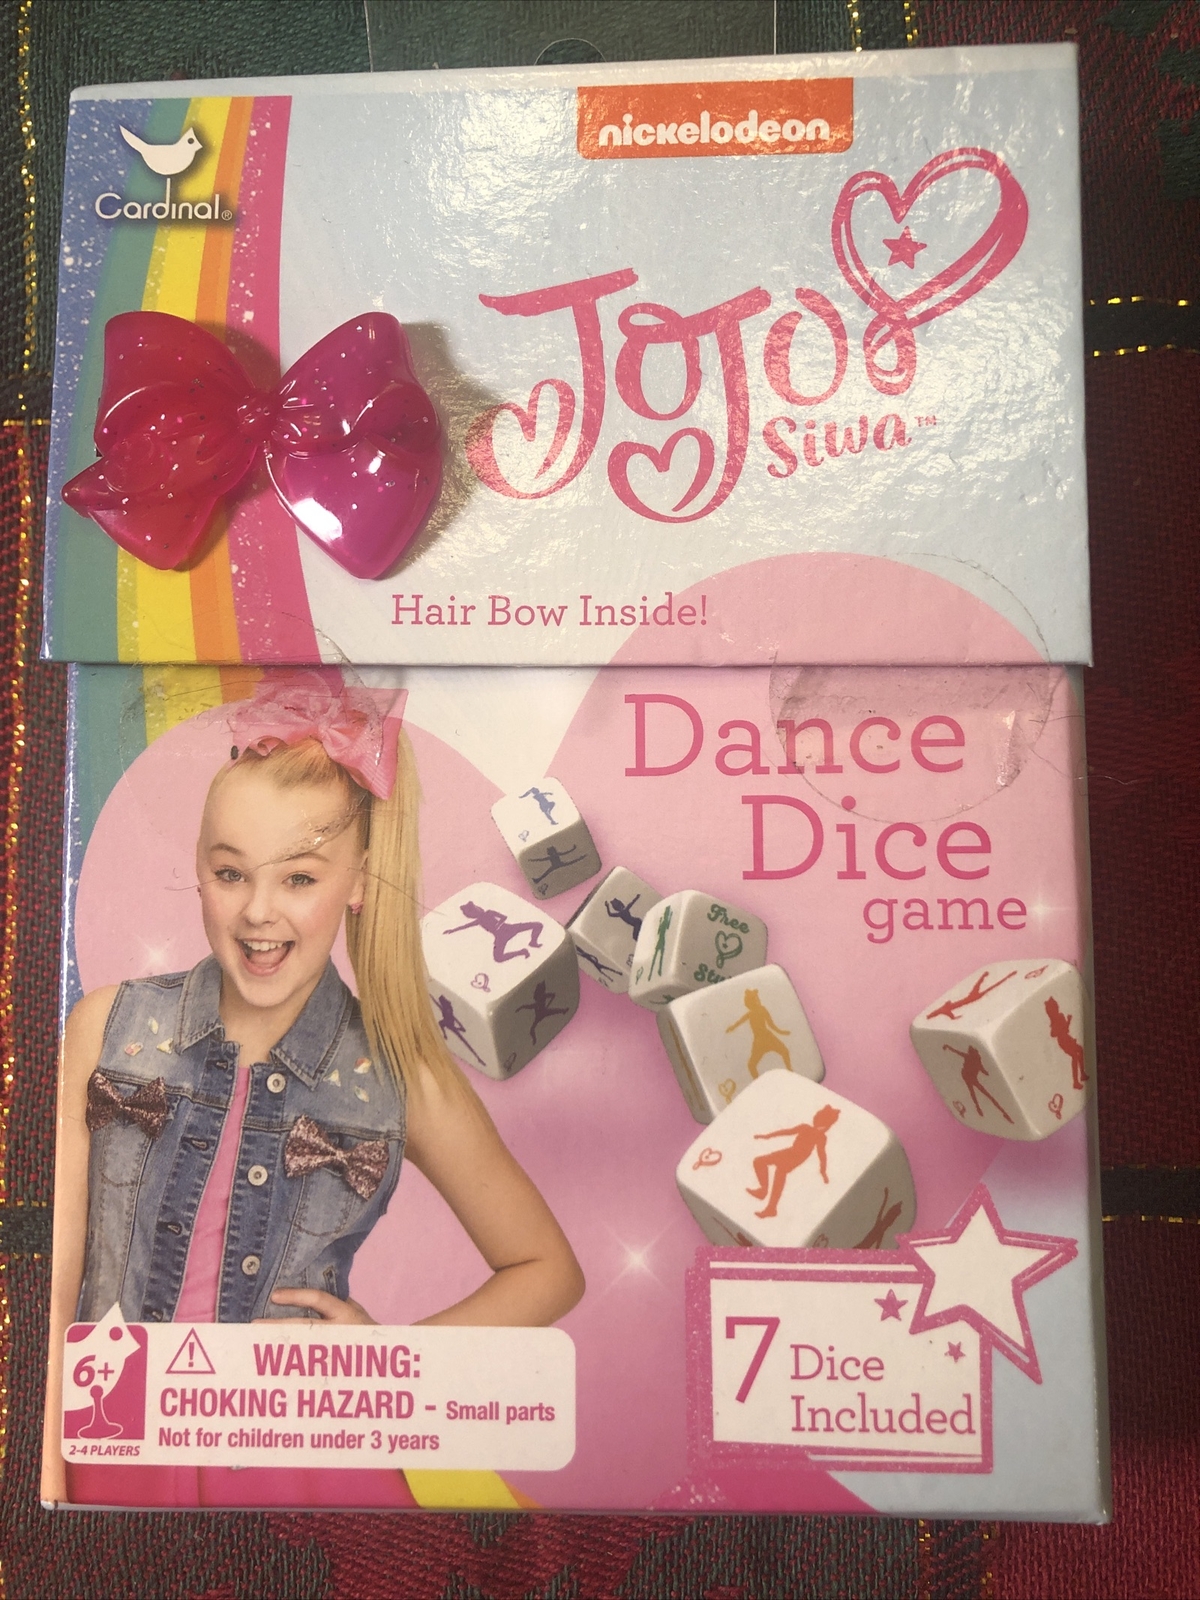 nickelodeon
Cardinal®
JoJo
Siwa™
Hair Bow Inside!
Dance
Dice
game
Free
7 Dice
Included
6+
2-4 PLAYERS
WARNING:
CHOKING HAZARD - Small parts
Not for children under 3 years